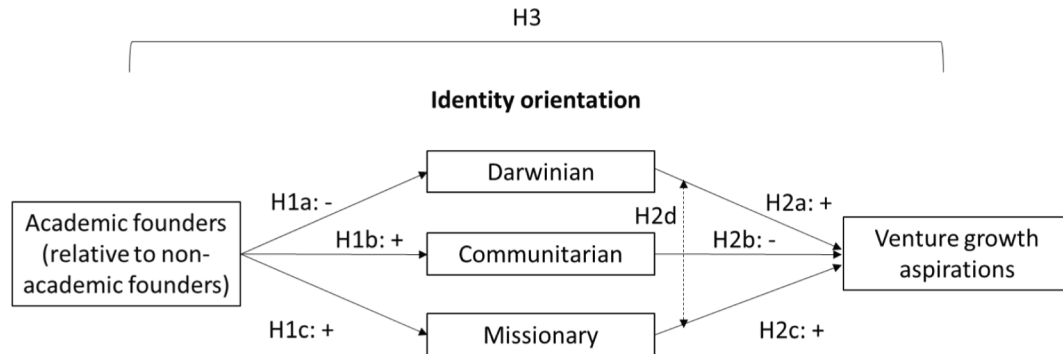 H3
Identity orientation
Darwinian
H1a: -
H2a: +
Academic founders
(relative to non-
academic founders)
H1b: +
Communitarian
H2d
H2b: -
Venture growth
aspirations
H1c: +
Missionary
H2c: +